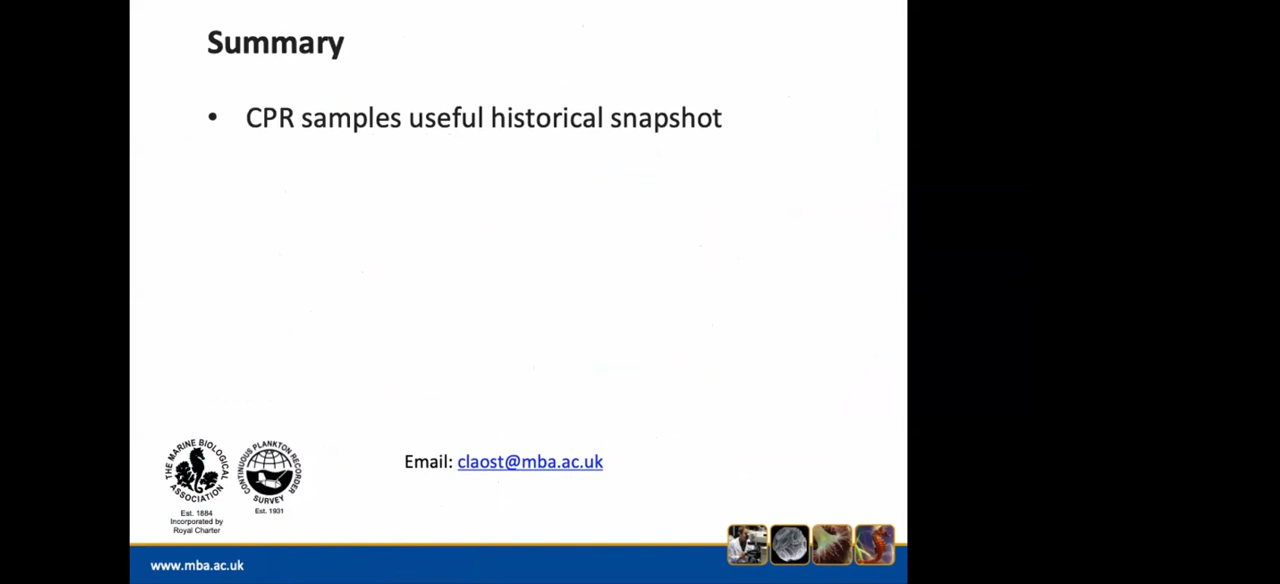 Summary
• CPR samples useful historical snapshot
Email: claost@mba.ac.uk
THE MARINE BIOLOGICAL ASSOCIATION
Est. 1884
Incorporated by
Royal Charter
CONTINUOUS PLANKTON RECORDER SURVEY
Est. 1931
www.mba.ac.uk